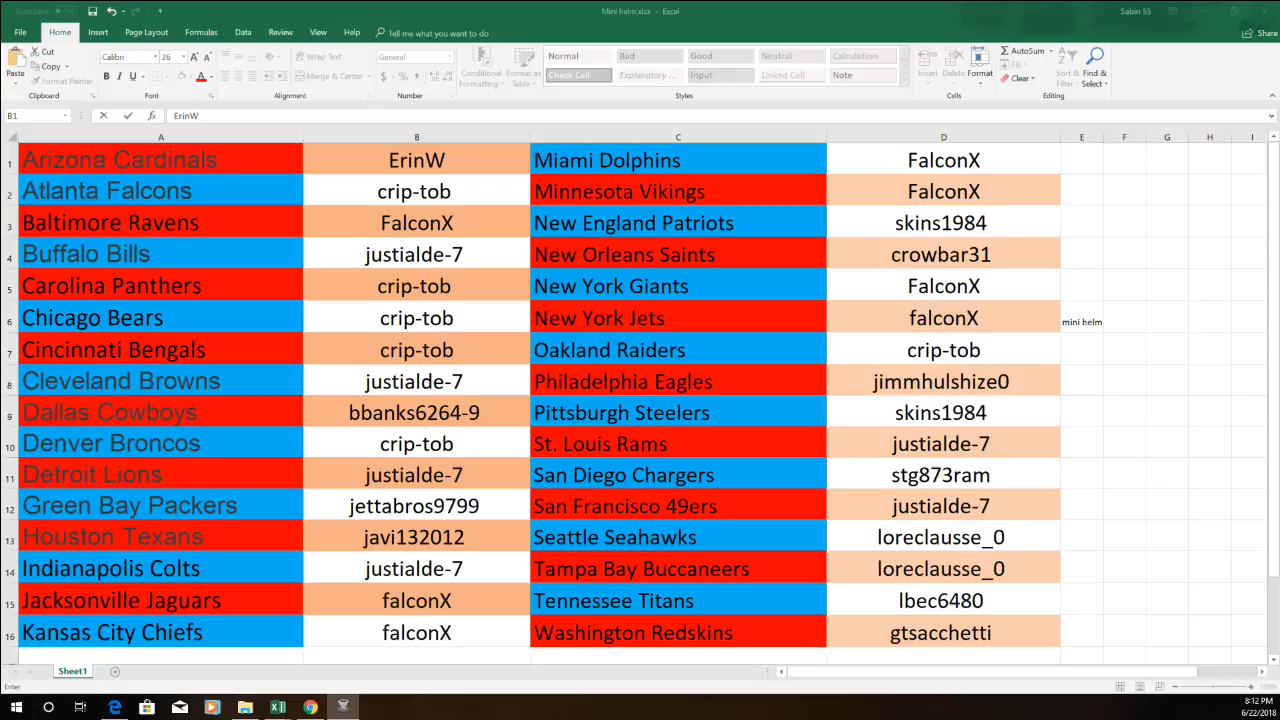 AutoSave
Mini helm.xlsx - Excel
Sabin 55
File Home Insert Page Layout Formulas Data Review View Help Tell me what you want to do Share
Paste Cut Copy Format Painter
Calibri 26
Wrap Text General
Merge & Center
Conditional Formatting Format as Table
Normal Bad Good Neutral Calculation
Check Cell Explanatory ... Input Linked Cell Note
Insert Delete Format
AutoSum Fill Clear
Sort & Filter Find & Select
Clipboard Font Alignment Number Styles Cells Editing
B1 fx ErinW
A B C D E F G H I
1 Arizona Cardinals ErinW Miami Dolphins FalconX
2 Atlanta Falcons crip-tob Minnesota Vikings FalconX
3 Baltimore Ravens FalconX New England Patriots skins1984
4 Buffalo Bills justialde-7 New Orleans Saints crowbar31
5 Carolina Panthers crip-tob New York Giants FalconX
6 Chicago Bears crip-tob New York Jets falconX mini helm
7 Cincinnati Bengals crip-tob Oakland Raiders crip-tob
8 Cleveland Browns justialde-7 Philadelphia Eagles jimmhulshize0
9 Dallas Cowboys bbanks6264-9 Pittsburgh Steelers skins1984
10 Denver Broncos crip-tob St. Louis Rams justialde-7
11 Detroit Lions justialde-7 San Diego Chargers stg873ram
12 Green Bay Packers jettabros9799 San Francisco 49ers justialde-7
13 Houston Texans javi132012 Seattle Seahawks loreclausse_0
14 Indianapolis Colts justialde-7 Tampa Bay Buccaneers loreclausse_0
15 Jacksonville Jaguars falconX Tennessee Titans lbec6480
16 Kansas City Chiefs falconX Washington Redskins gtsacchetti
Sheet1
Enter 100%
8:12 PM
6/22/2018